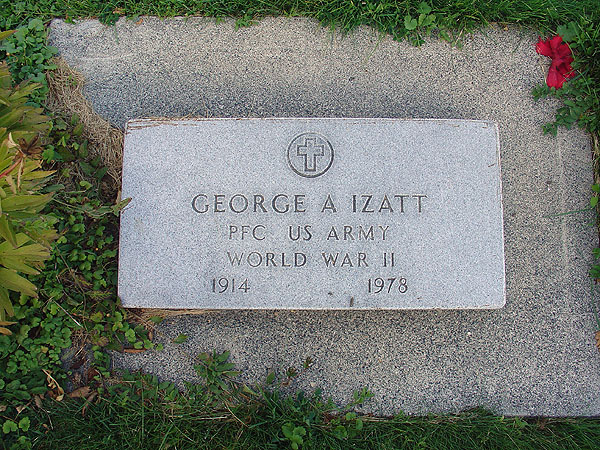 GEORGE A IZATT
PFC US ARMY
WORLD WAR II
1914 1978